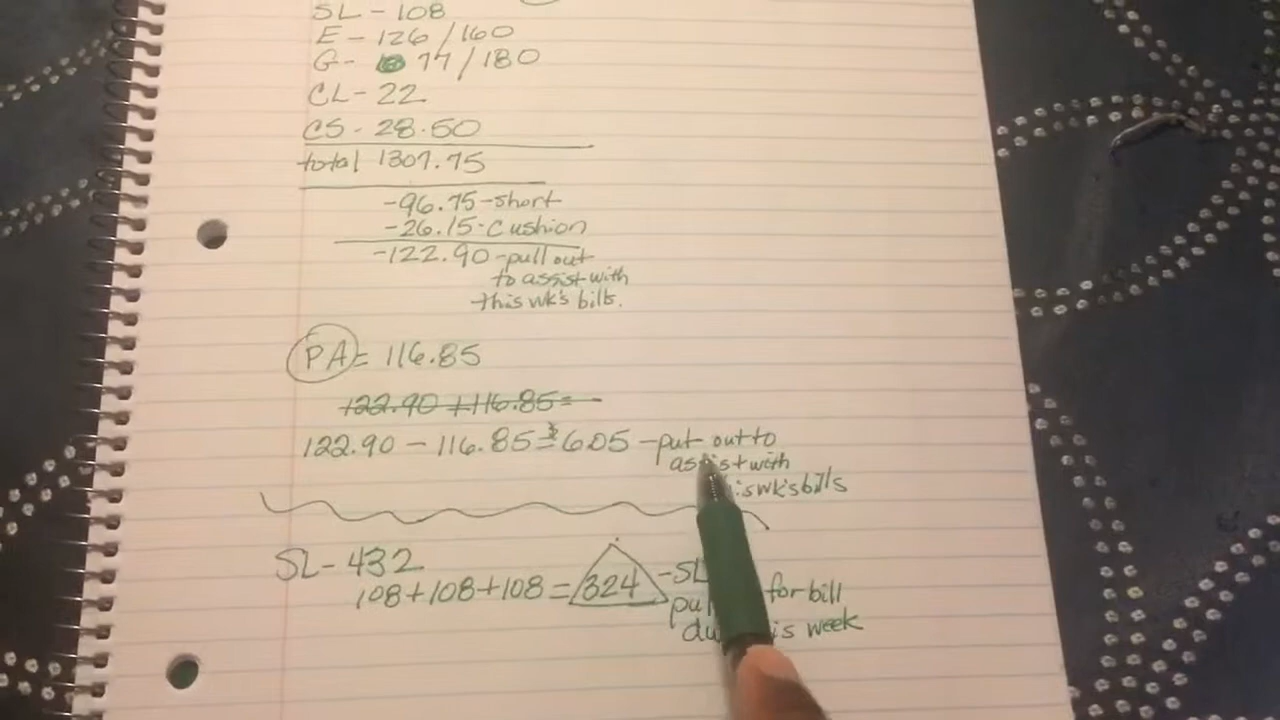 SL - 108
E - 126/160
G - 77/180
CL - 22
CS - 28.50
total 1307.75
-96.75 - short
-26.15 - cushion
-122.90 - pull out
to assist with
this wk's bills.
PA = 116.85
122.90 + 116.85 =
122.90 - 116.85 = 6.05 - put out to
assist with
wk's bills
SL - 432
108 + 108 + 108 = 324 - SL
for bill
week